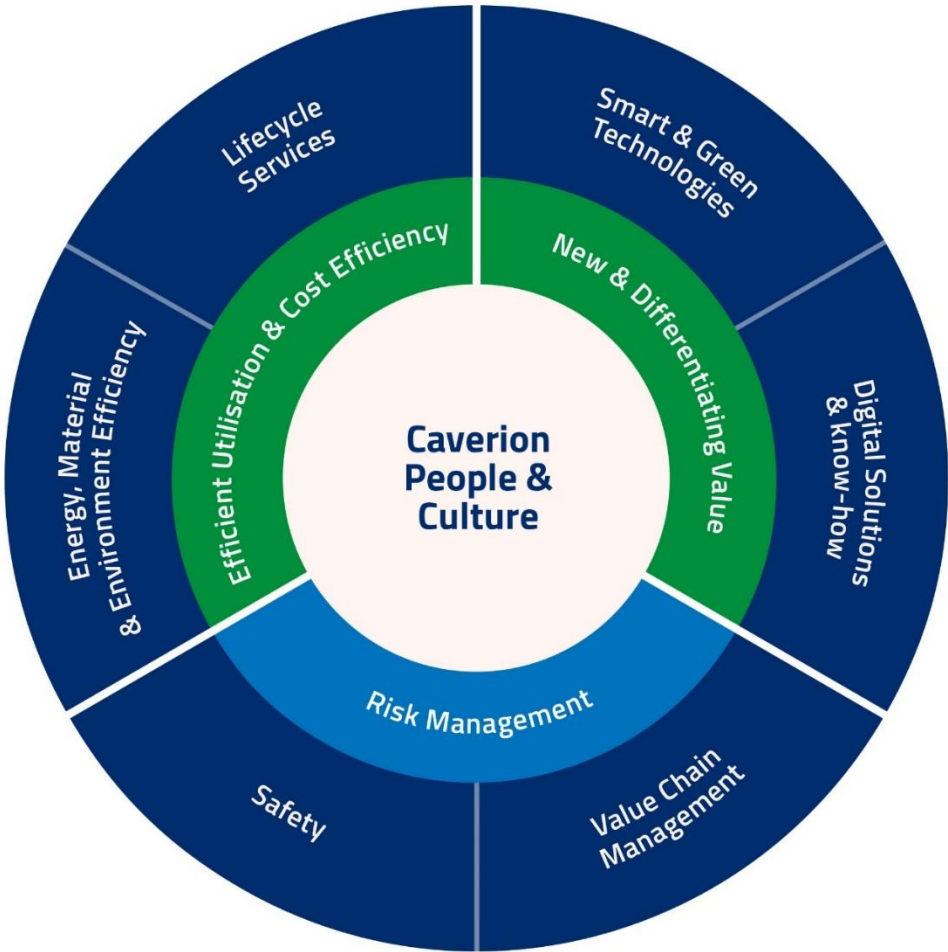 Lifecycle
Services
Smart & Green
Technologies
Efficient Utilisation & Cost Efficiency
New & Differentiating Value
Energy, Material
& Environment Efficiency
Caverion
People &
Culture
Digital Solutions
& know-how
Risk Management
Safety
Value Chain
Management